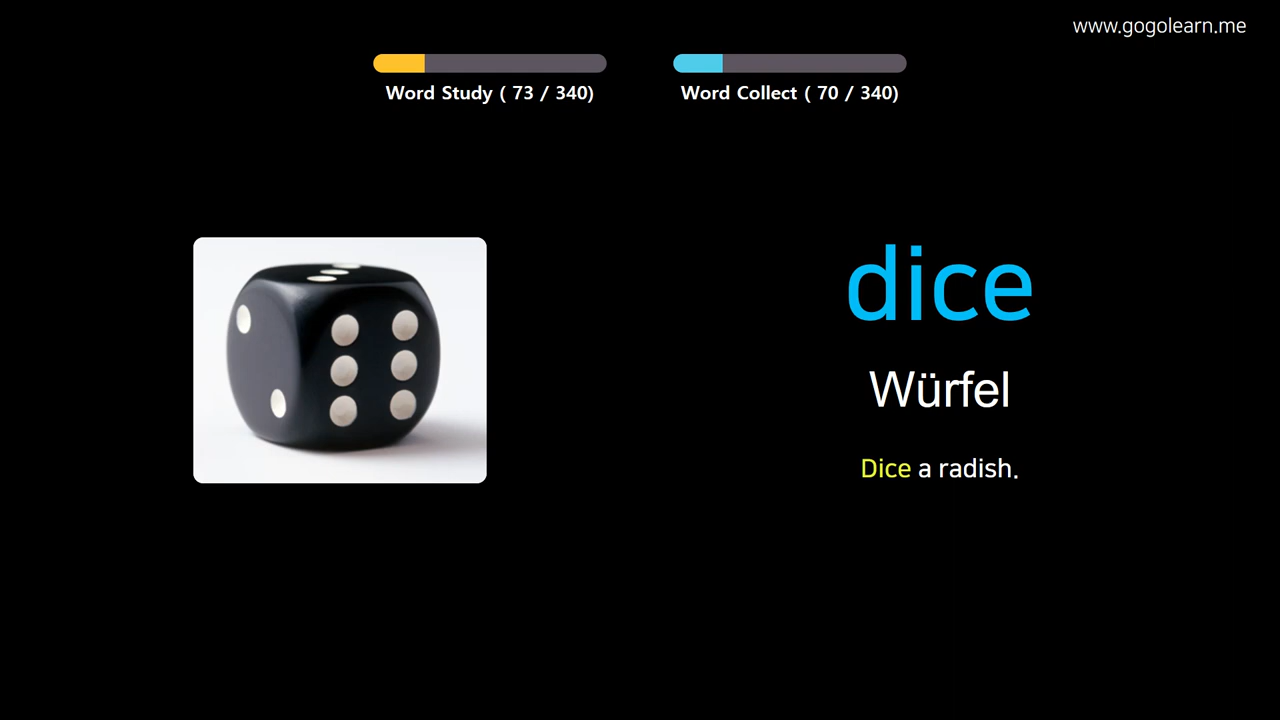 www.gogolearn.me
Word Study ( 73 / 340)
Word Collect ( 70 / 340)
dice
Würfel
Dice a radish.